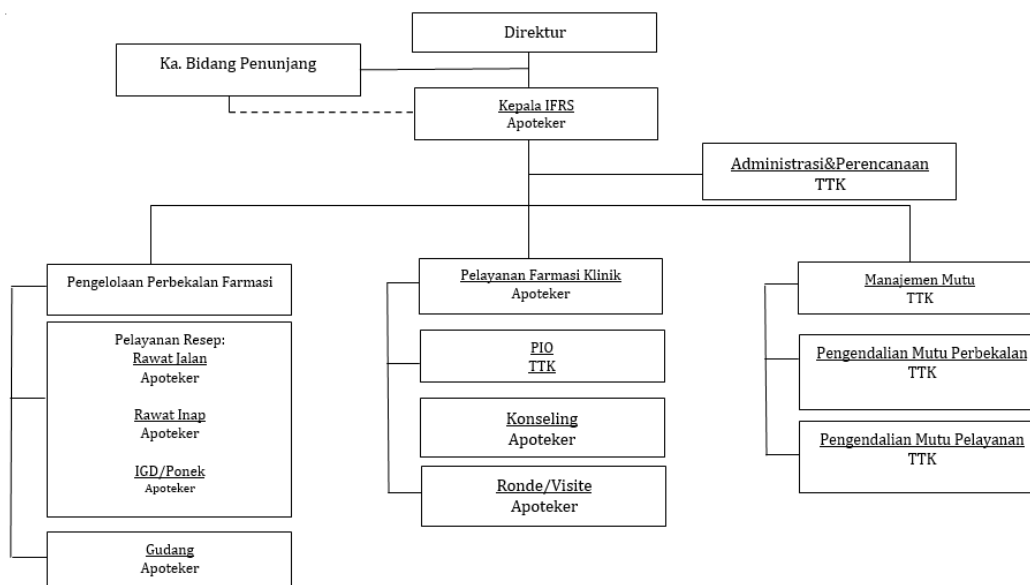 Direktur
Ka. Bidang Penunjang
Kepala IFRS
Apoteker
Administrasi&Perencanaan
TTK
Pengelolaan Perbekalan Farmasi
Pelayanan Resep:
Rawat Jalan
Apoteker
Rawat Inap
Apoteker
IGD/Ponek
Apoteker
Gudang
Apoteker
Pelayanan Farmasi Klinik
Apoteker
PIO
TTK
Konseling
Apoteker
Ronde/Visite
Apoteker
Manajemen Mutu
TTK
Pengendalian Mutu Perbekalan
TTK
Pengendalian Mutu Pelayanan
TTK